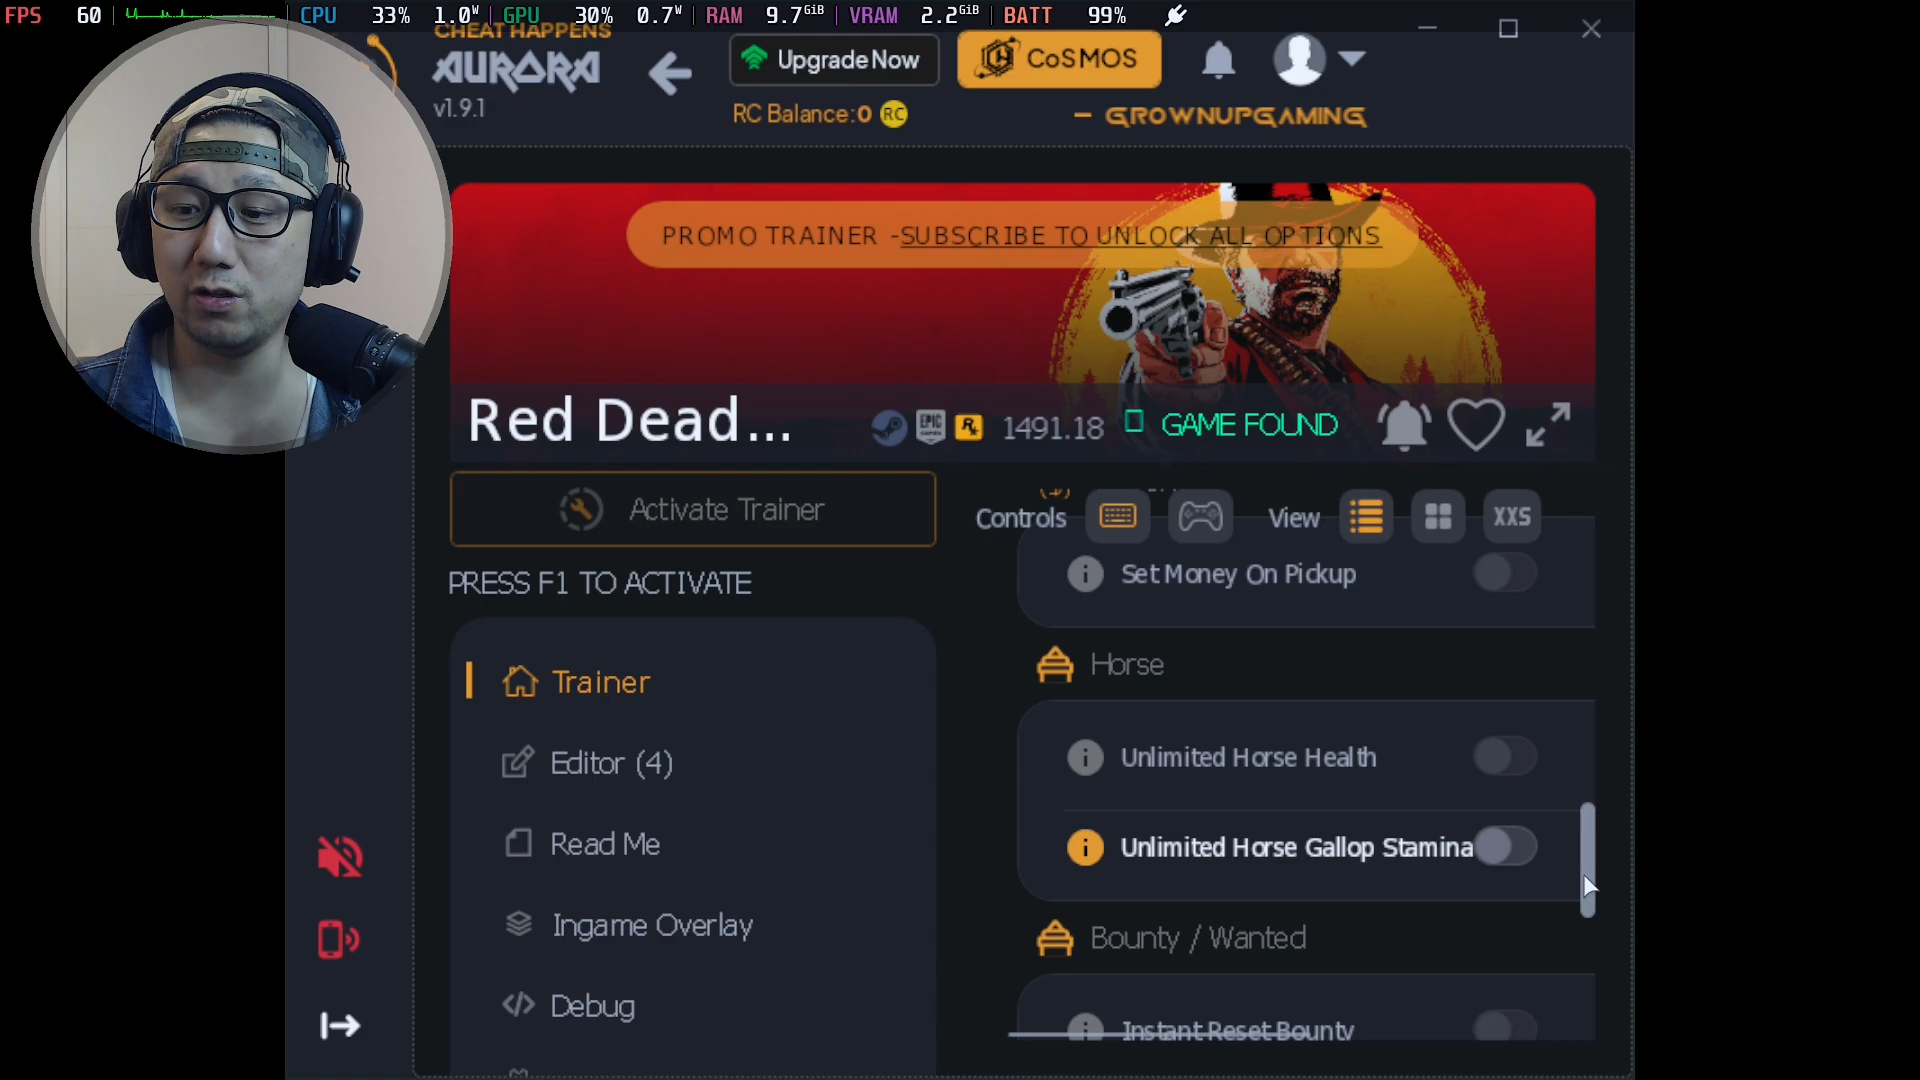 FPS 60 CPU 33% 1.0W GPU 30% 0.7W RAM 9.7GiB VRAM 2.2GiB BATT 99%
CHEAT HAPPENS
AURORA
v1.9.1
Upgrade Now
COSMOS
RC Balance: 0 RC
GROWNUPGAMING
PROMO TRAINER -SUBSCRIBE TO UNLOCK ALL OPTIONS
Red Dead...
EPIC GAMES
R
1491.18
GAME FOUND
Activate Trainer
Controls
View
XXS
PRESS F1 TO ACTIVATE
Set Money On Pickup
Trainer
Horse
Editor (4)
Unlimited Horse Health
Read Me
Unlimited Horse Gallop Stamina
Ingame Overlay
Bounty / Wanted
Debug
Instant Reset Bounty